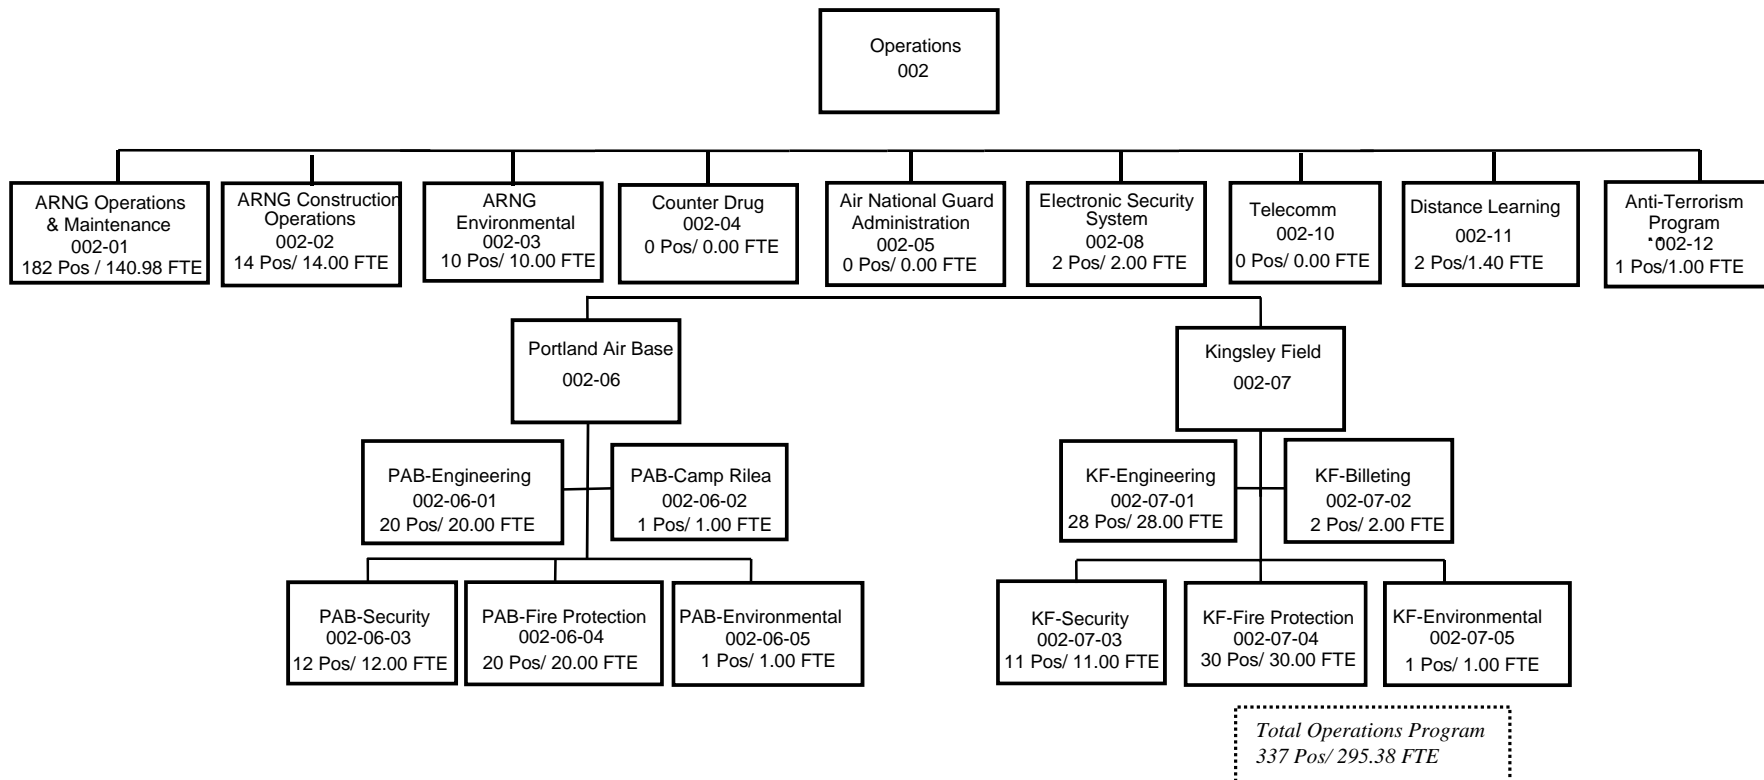 Operations
002
ARNG Operations
& Maintenance
002-01
182 Pos / 140.98 FTE
ARNG Construction
Operations
002-02
14 Pos/ 14.00 FTE
ARNG
Environmental
002-03
10 Pos/ 10.00 FTE
Counter Drug
002-04
0 Pos/ 0.00 FTE
Air National Guard
Administration
002-05
0 Pos/ 0.00 FTE
Electronic Security
System
002-08
2 Pos/ 2.00 FTE
Telecomm
002-10
0 Pos/ 0.00 FTE
Distance Learning
002-11
2 Pos/1.40 FTE
Anti-Terrorism
Program
002-12
1 Pos/1.00 FTE
Portland Air Base
002-06
Kingsley Field
002-07
PAB-Engineering
002-06-01
20 Pos/ 20.00 FTE
PAB-Camp Rilea
002-06-02
1 Pos/ 1.00 FTE
KF-Engineering
002-07-01
28 Pos/ 28.00 FTE
KF-Billeting
002-07-02
2 Pos/ 2.00 FTE
PAB-Security
002-06-03
12 Pos/ 12.00 FTE
PAB-Fire Protection
002-06-04
20 Pos/ 20.00 FTE
PAB-Environmental
002-06-05
1 Pos/ 1.00 FTE
KF-Security
002-07-03
11 Pos/ 11.00 FTE
KF-Fire Protection
002-07-04
30 Pos/ 30.00 FTE
KF-Environmental
002-07-05
1 Pos/ 1.00 FTE
Total Operations Program
337 Pos/ 295.38 FTE